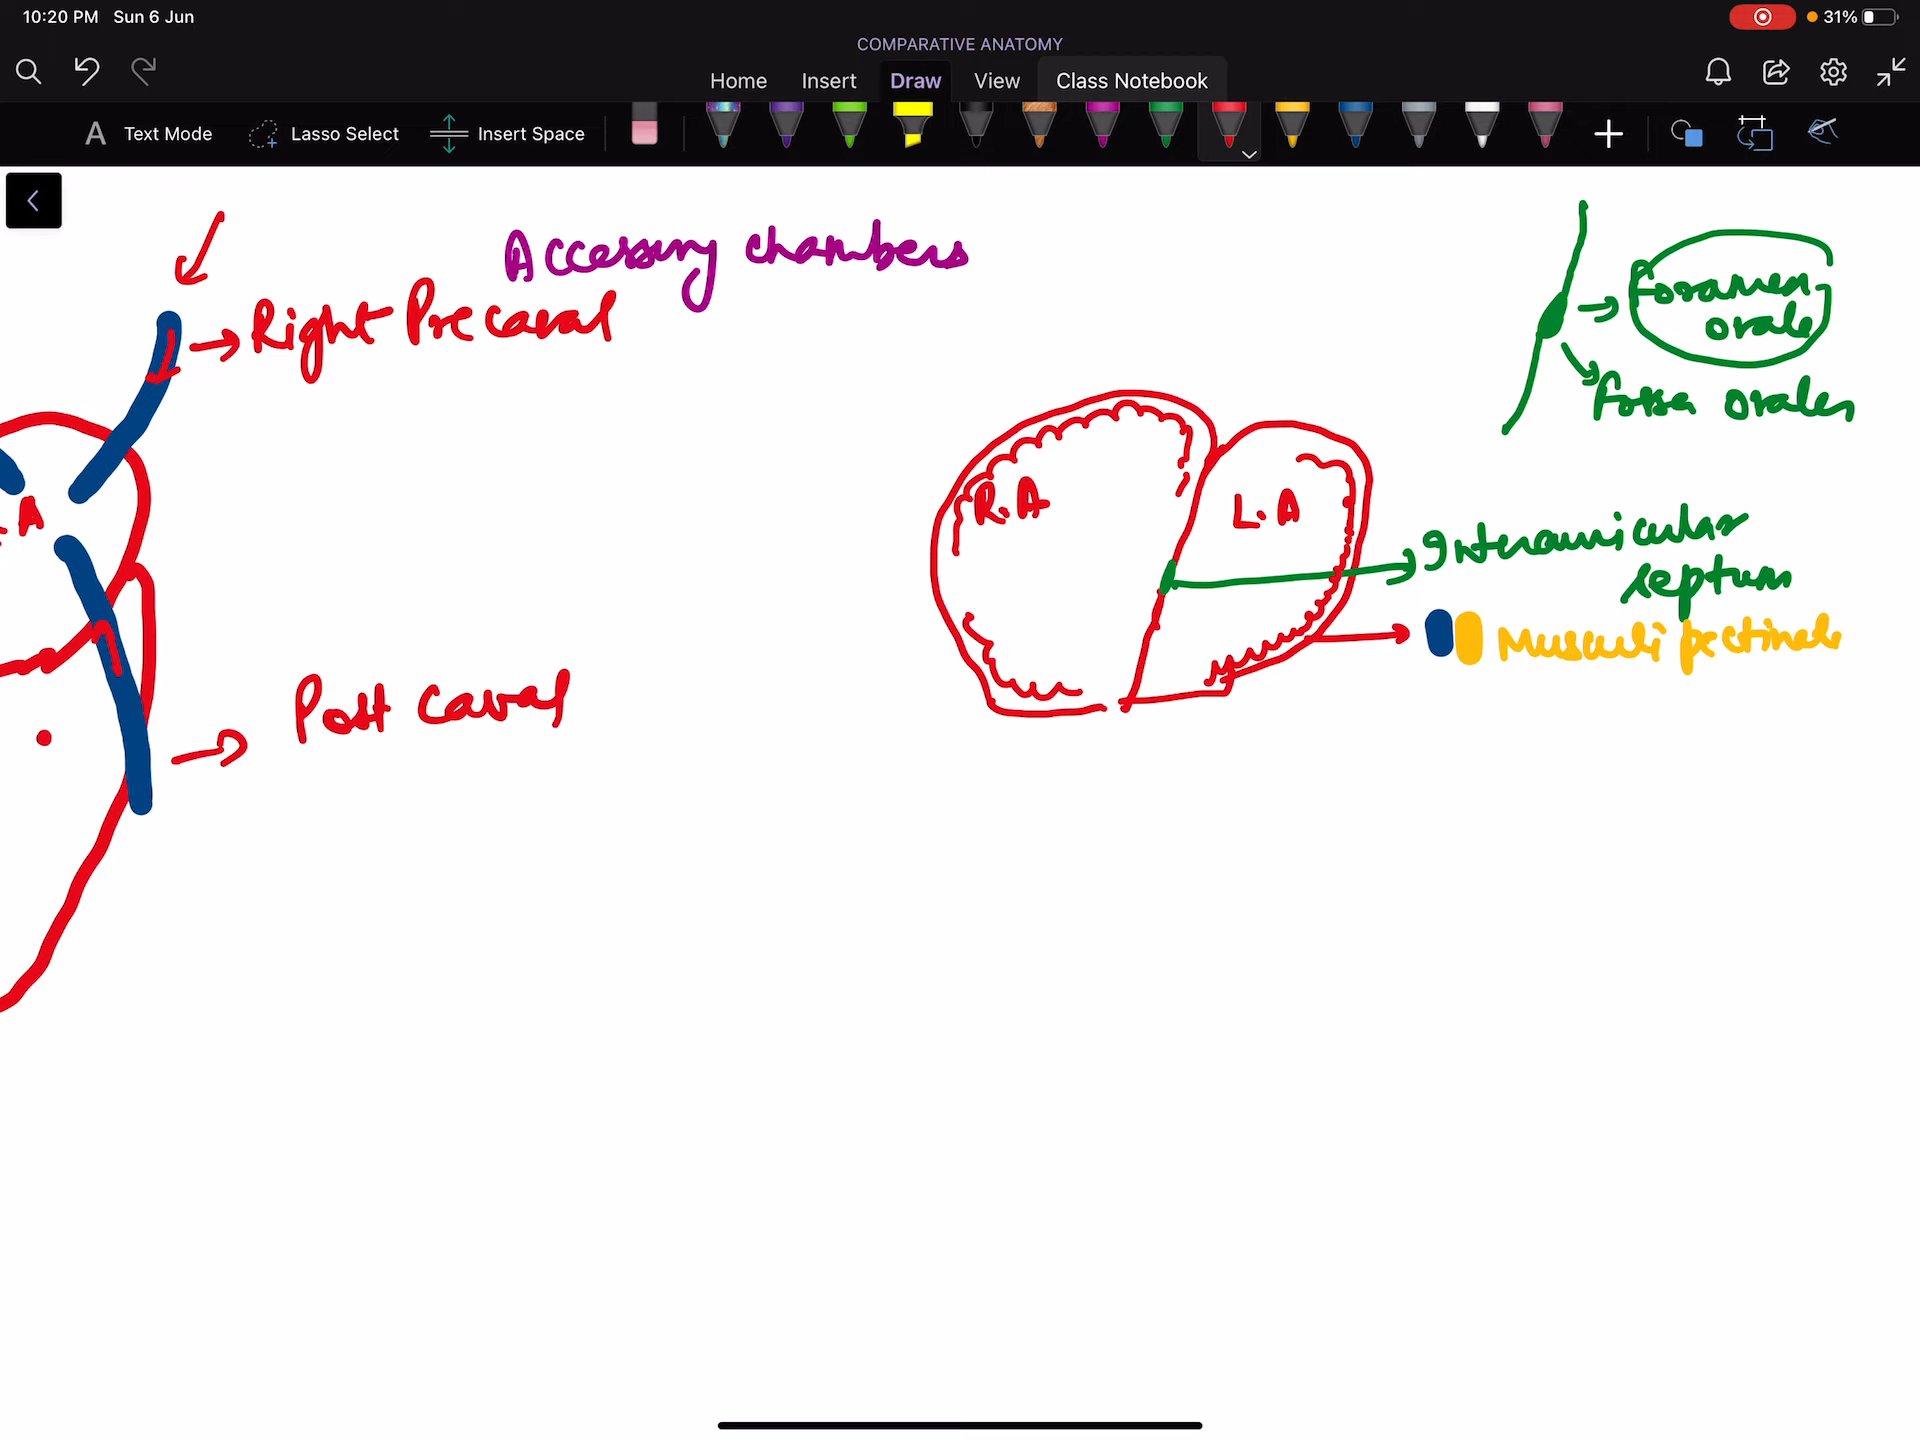 10:20 PM Sun 6 Jun
31%
COMPARATIVE ANATOMY
Home Insert Draw View Class Notebook
A Text Mode Lasso Select Insert Space
Accessory chambers
Right Precaval
Foramen
ovale
Fossa ovales
R.A
L.A
.A
Interauricular
septum
Musculi pectinate
Post caval